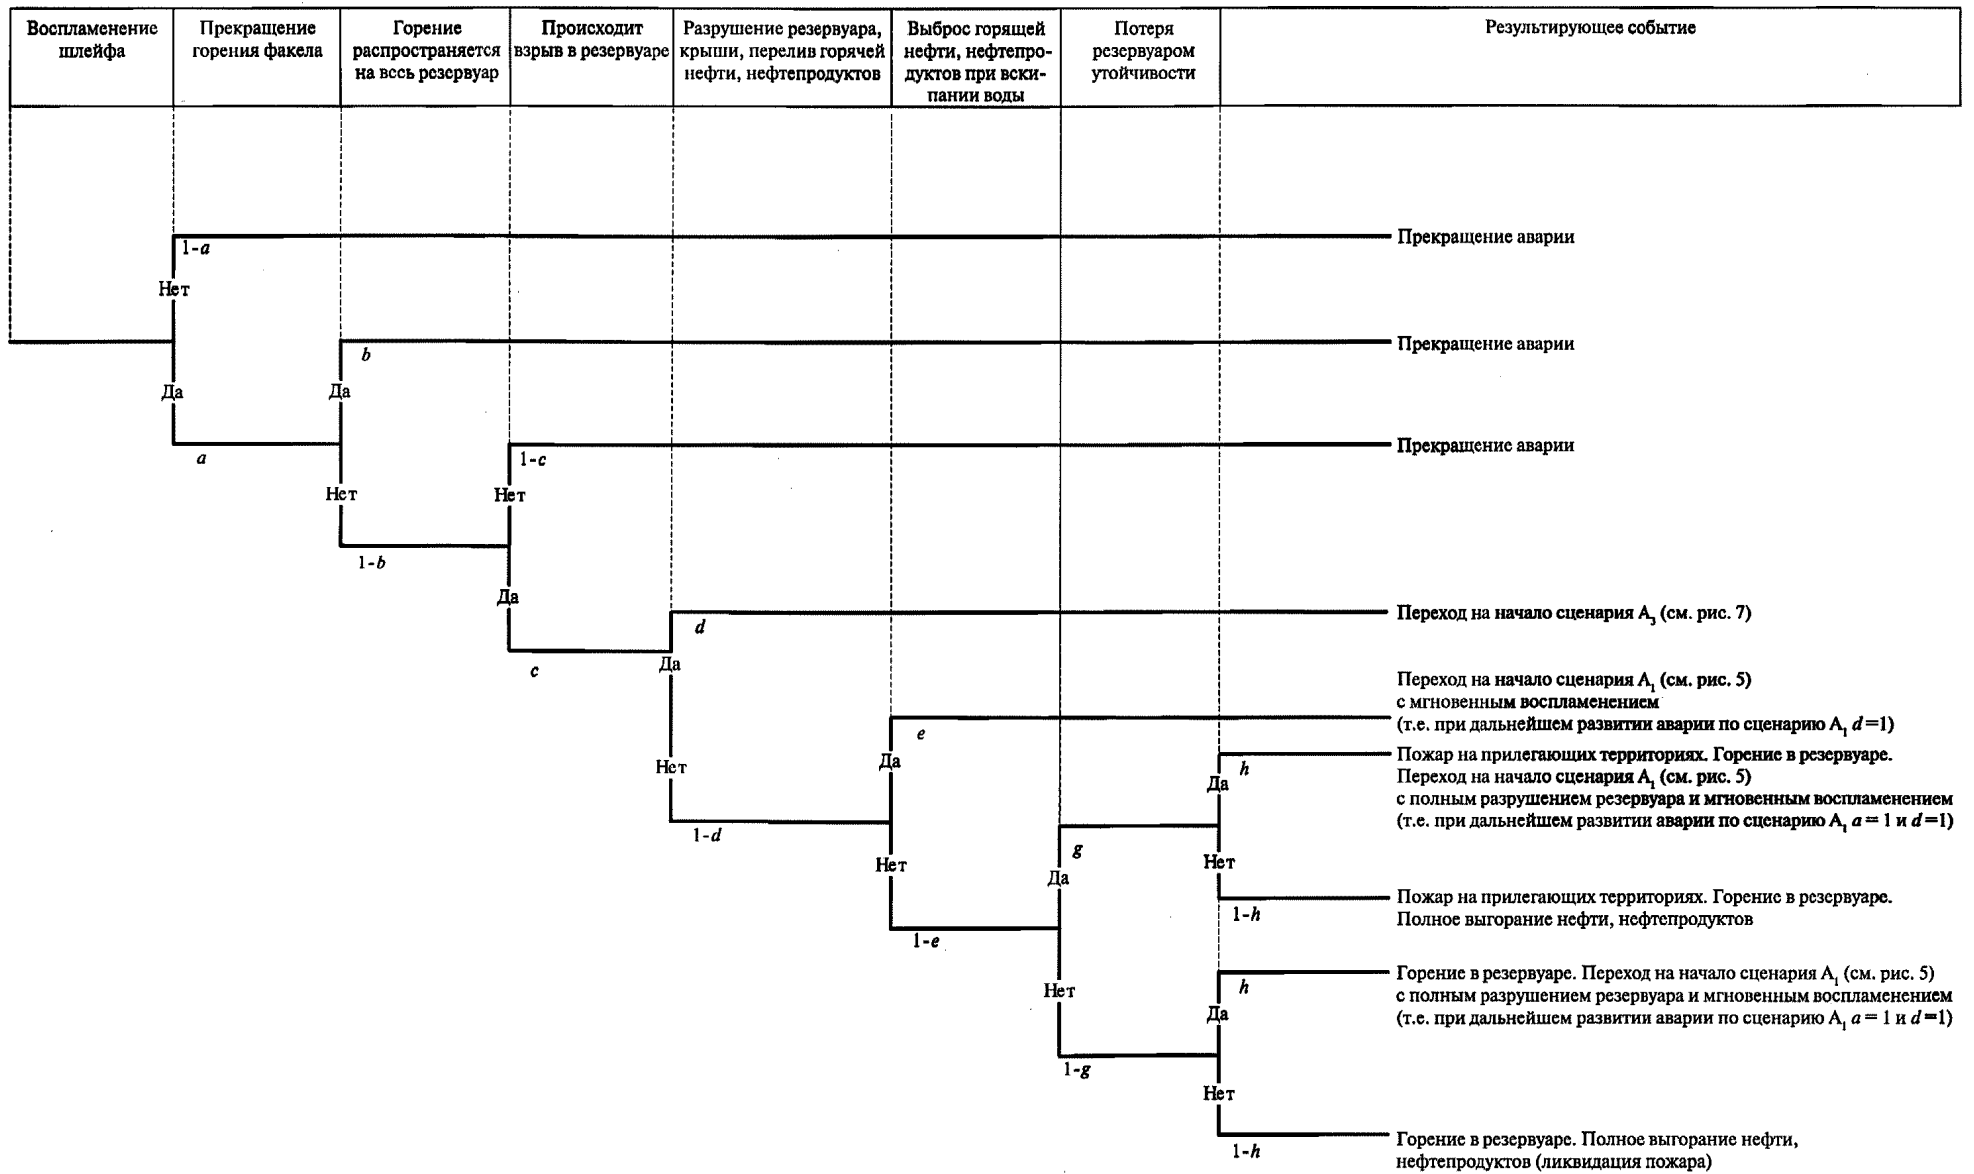 Воспламенение
шлейфа
Прекращение
горения факела
Горение
распространяется
на весь резервуар
Происходит
взрыв в резервуаре
Разрушение резервуара,
крыши, перелив горячей
нефти, нефтепродуктов
Выброс горящей
нефти, нефтепро-
дуктов при вски-
пании воды
Потеря
резервуаром
утойчивости
Результирующее событие
1-a
Прекращение аварии
Нет
b
Прекращение аварии
Да
Да
a
1-c
Прекращение аварии
Нет
Нет
1-b
Да
d
Переход на начало сценария А₃ (см. рис. 7)
c
Да
Переход на начало сценария А₁ (см. рис. 5)
с мгновенным воспламенением
(т.е. при дальнейшем развитии аварии по сценарию А₁ d=1)
e
Нет
Да
h
Да
Пожар на прилегающих территориях. Горение в резервуаре.
Переход на начало сценария А₁ (см. рис. 5)
с полным разрушением резервуара и мгновенным воспламенением
(т.е. при дальнейшем развитии аварии по сценарию А₁ a = 1 и d=1)
1-d
g
Нет
Да
Нет
Пожар на прилегающих территориях. Горение в резервуаре.
Полное выгорание нефти, нефтепродуктов
1-h
1-e
Нет
h
Да
Горение в резервуаре. Переход на начало сценария А₁ (см. рис. 5)
с полным разрушением резервуара и мгновенным воспламенением
(т.е. при дальнейшем развитии аварии по сценарию А₁ a = 1 и d=1)
1-g
Нет
1-h
Горение в резервуаре. Полное выгорание нефти,
нефтепродуктов (ликвидация пожара)